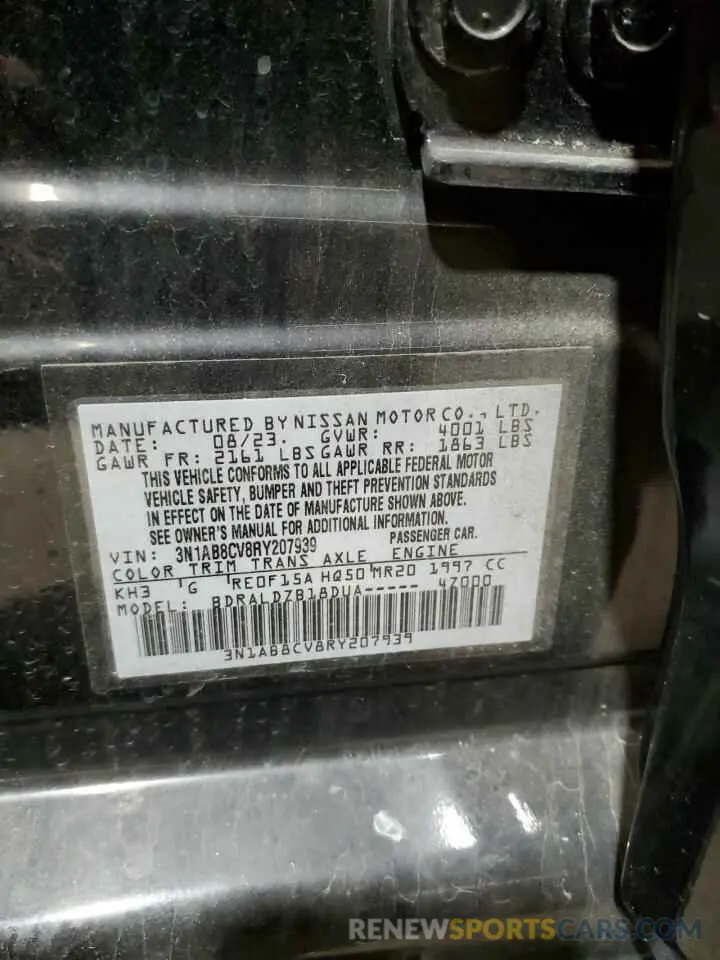 MANUFACTURED BY NISSAN MOTOR CO., LTD.
DATE: 08/23. GVWR: 4001 LBS
GAWR FR: 2161 LBS GAWR RR: 1863 LBS
THIS VEHICLE CONFORMS TO ALL APPLICABLE FEDERAL MOTOR
VEHICLE SAFETY, BUMPER AND THEFT PREVENTION STANDARDS
IN EFFECT ON THE DATE OF MANUFACTURE SHOWN ABOVE.
SEE OWNER'S MANUAL FOR ADDITIONAL INFORMATION.
VIN: 3N1AB8CV8RY207939 PASSENGER CAR.
COLOR TRIM TRANS AXLE ENGINE
KH3 G RE0F15A HQ50 MR20 1997 CC
MODEL: BDRALDZB18DUA----- 4Z000
3N1AB8CV8RY207939
RENEWSPORTSCARS.COM